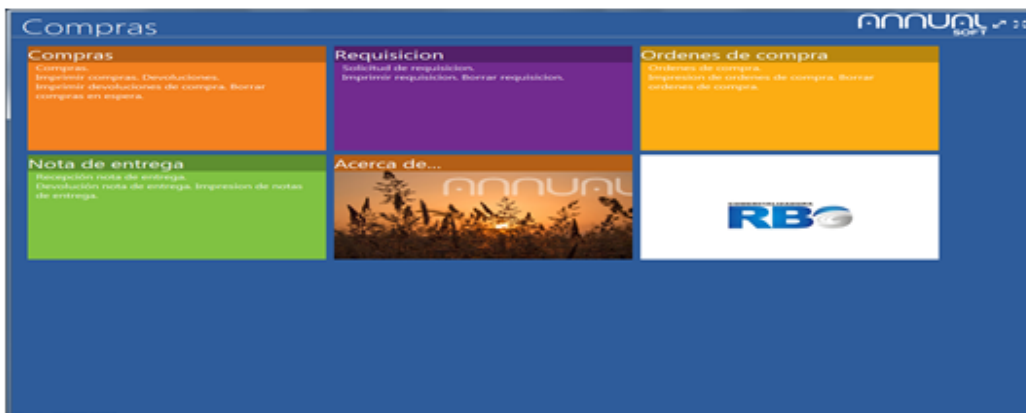 Compras
ANNUAL
SOFT
Compras
Compras.
Imprimir compras. Devoluciones.
Imprimir devoluciones de compra. Borrar
compras en espera.
Requisicion
Solicitud de requisicion.
Imprimir requisicion. Borrar requisicion.
Ordenes de compra
Ordenes de compra.
Impresion de ordenes de compra. Borrar
ordenes de compra.
Nota de entrega
Recepción nota de entrega.
Devolución nota de entrega. Impresion de notas
de entrega.
Acerca de...
ANNUAL
RBG